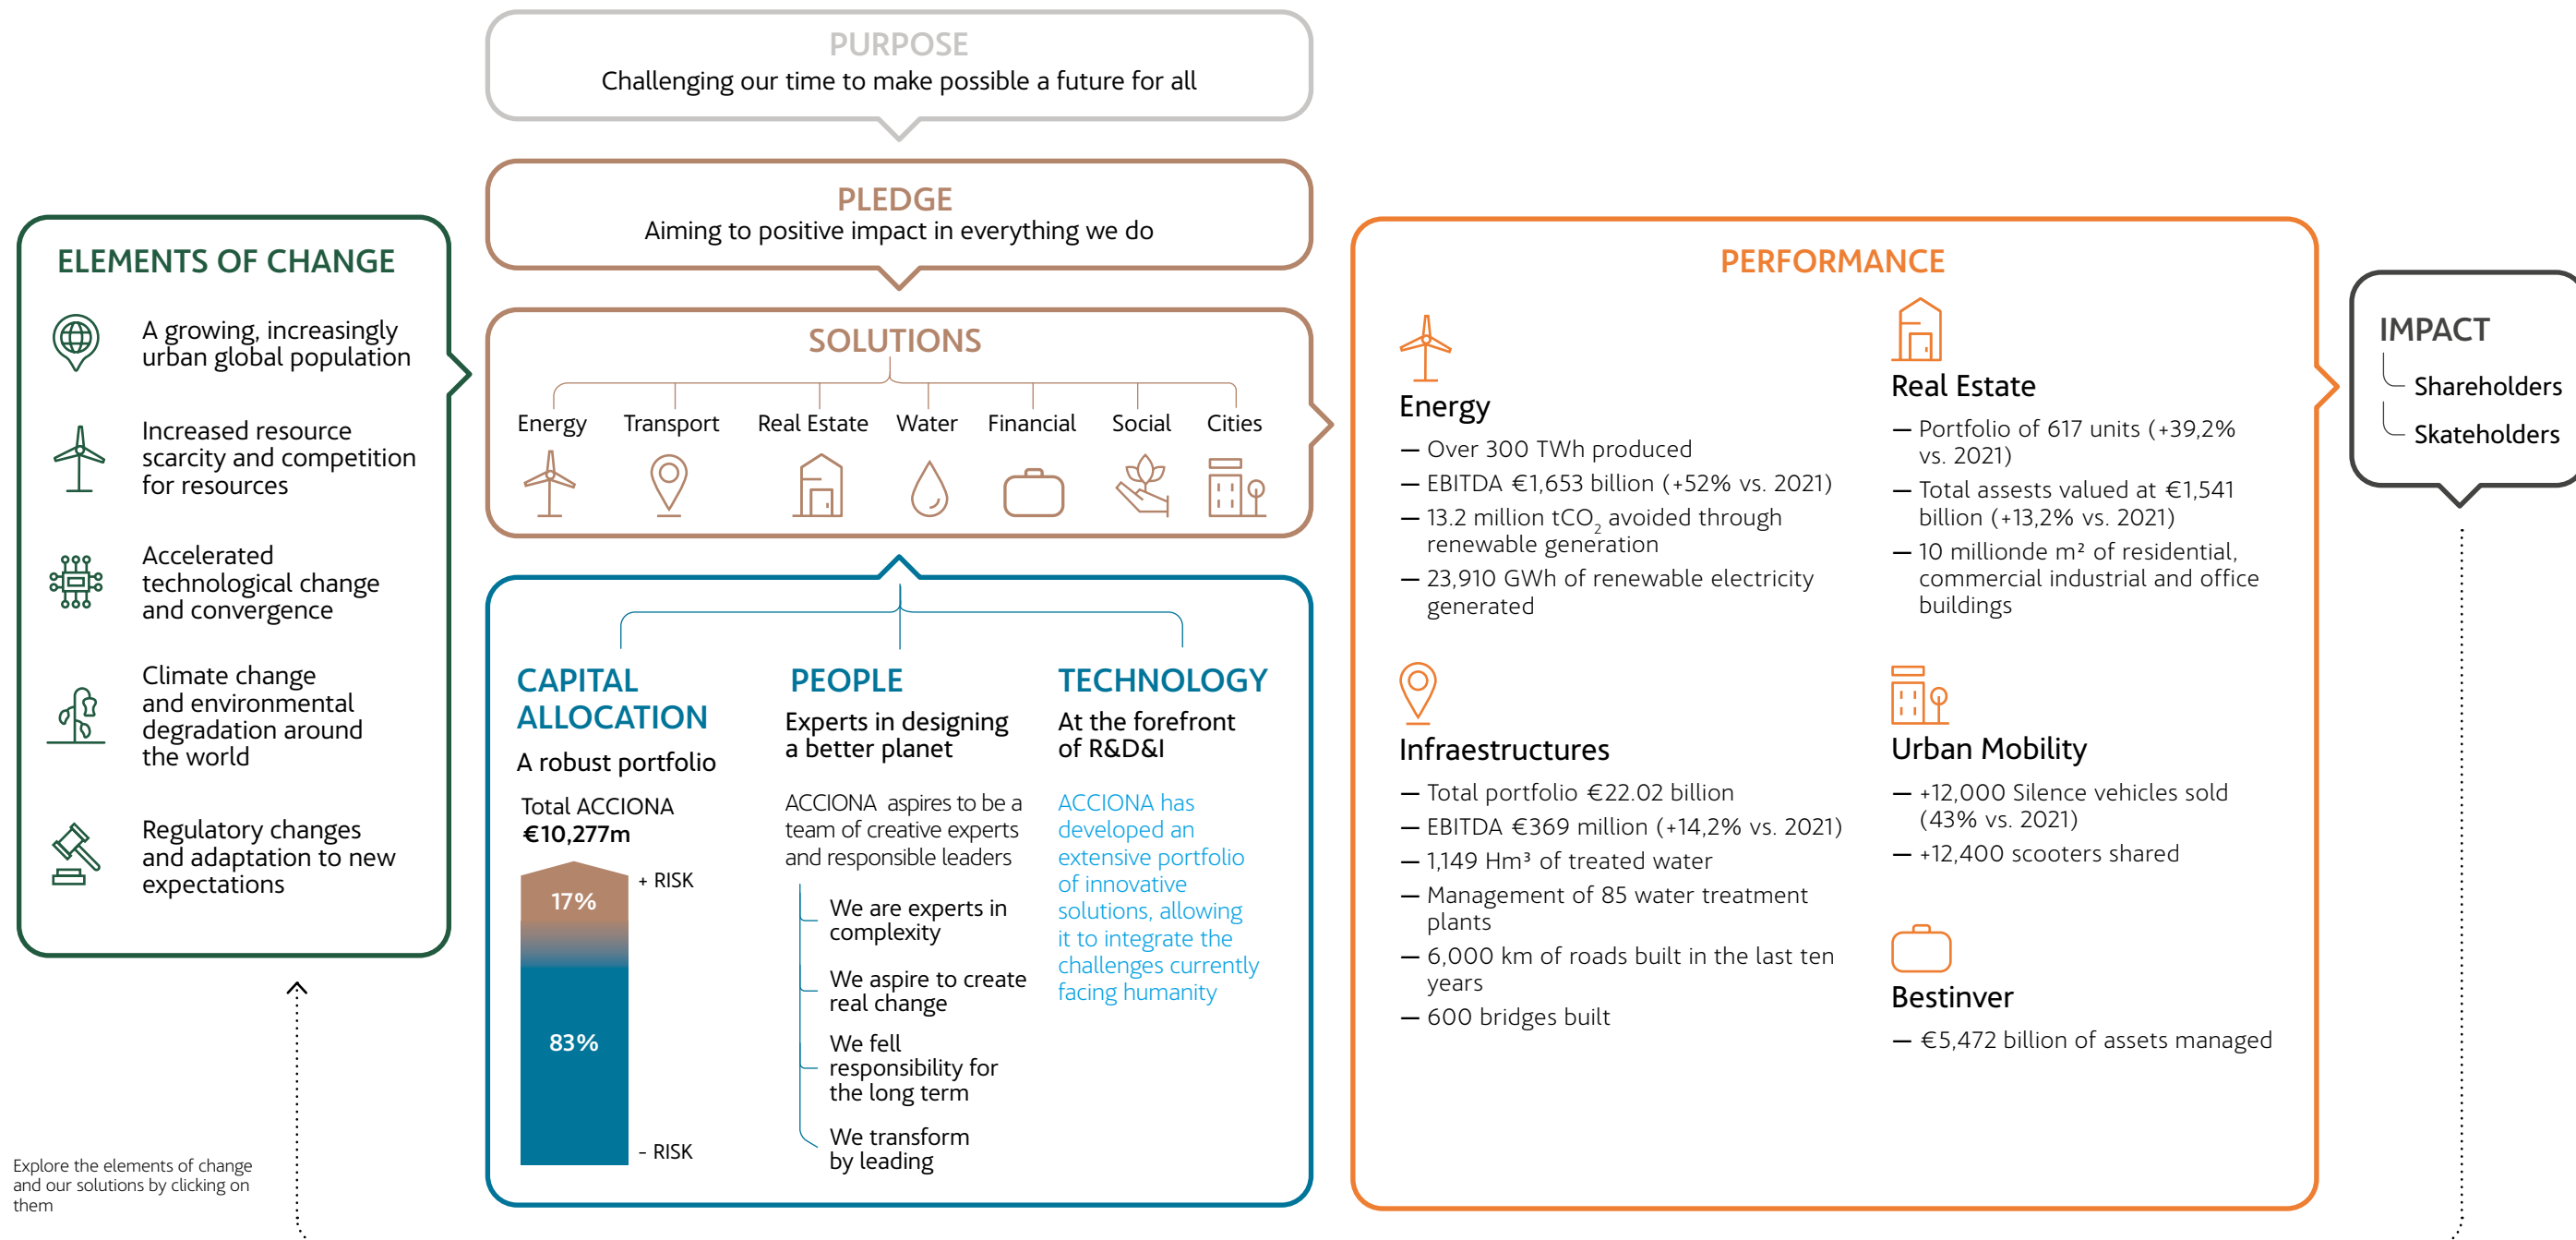 PURPOSE
Challenging our time to make possible a future for all
PLEDGE
Aiming to positive impact in everything we do
ELEMENTS OF CHANGE
A growing, increasingly
urban global population
Increased resource
scarcity and competition
for resources
Accelerated
technological change
and convergence
Climate change
and environmental
degradation around
the world
Regulatory changes
and adaptation to new
expectations
Explore the elements of change
and our solutions by clicking on
them
SOLUTIONS
Energy
Transport
Real Estate
Water
Financial
Social
Cities
CAPITAL
ALLOCATION
A robust portfolio
Total ACCIONA
€10,277m
+ RISK
17%
83%
- RISK
PEOPLE
Experts in designing
a better planet
ACCIONA aspires to be a
team of creative experts
and responsible leaders
We are experts in
complexity
We aspire to create
real change
We fell
responsibility for
the long term
We transform
by leading
TECHNOLOGY
At the forefront
of R&D&I
ACCIONA has
developed an
extensive portfolio
of innovative
solutions, allowing
it to integrate the
challenges currently
facing humanity
PERFORMANCE
Energy
— Over 300 TWh produced
— EBITDA €1,653 billion (+52% vs. 2021)
— 13.2 million tCO₂ avoided through
renewable generation
— 23,910 GWh of renewable electricity
generated
Infraestructures
— Total portfolio €22.02 billion
— EBITDA €369 million (+14,2% vs. 2021)
— 1,149 Hm³ of treated water
— Management of 85 water treatment
plants
— 6,000 km of roads built in the last ten
years
— 600 bridges built
Real Estate
— Portfolio of 617 units (+39,2%
vs. 2021)
— Total assests valued at €1,541
billion (+13,2% vs. 2021)
— 10 millionde m² of residential,
commercial industrial and office
buildings
Urban Mobility
— +12,000 Silence vehicles sold
(43% vs. 2021)
— +12,400 scooters shared
Bestinver
— €5,472 billion of assets managed
IMPACT
Shareholders
Skateholders